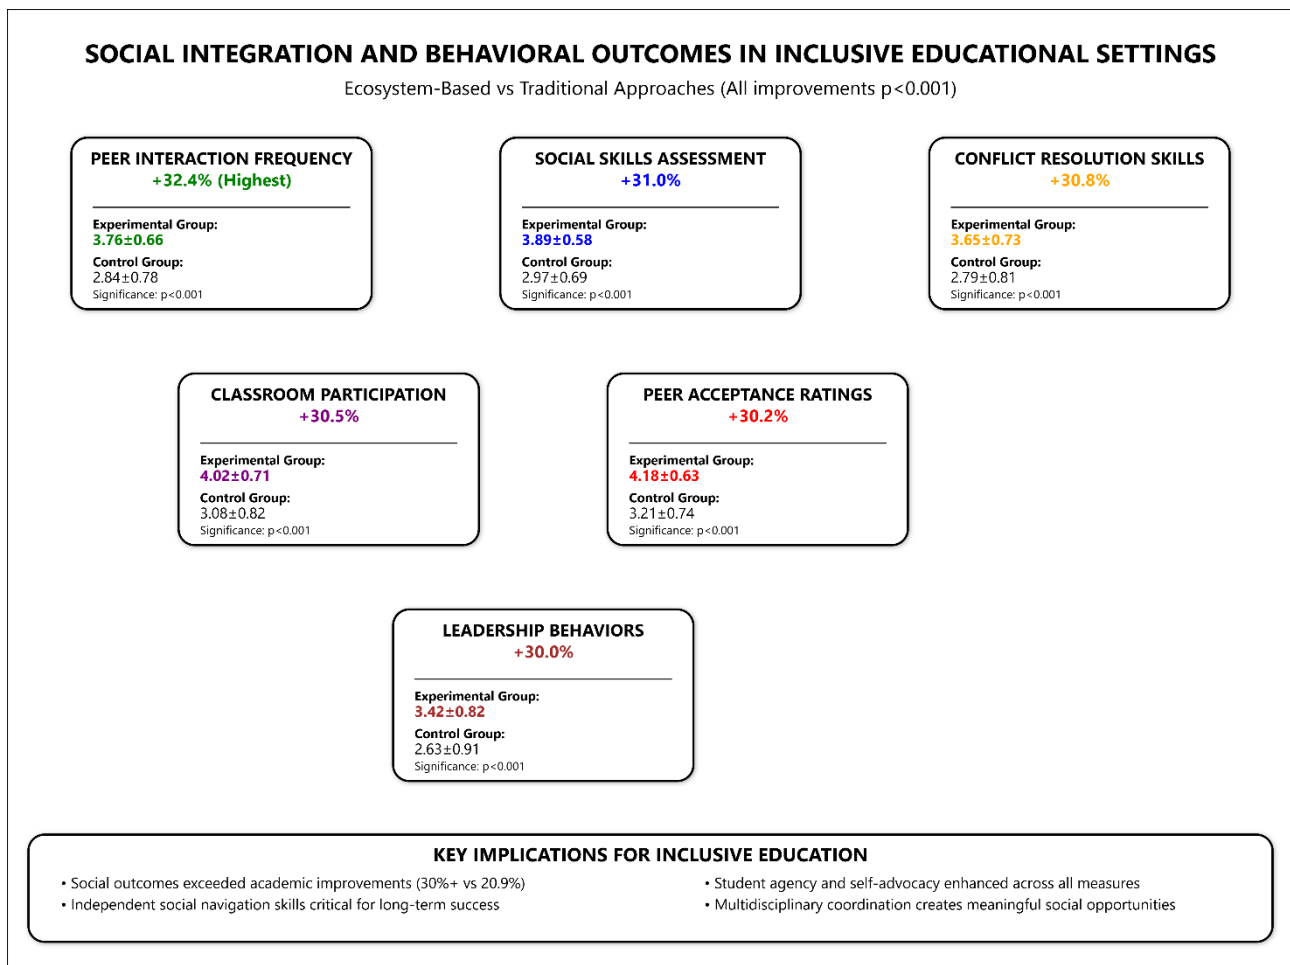 SOCIAL INTEGRATION AND BEHAVIORAL OUTCOMES IN INCLUSIVE EDUCATIONAL SETTINGS
Ecosystem-Based vs Traditional Approaches (All improvements p<0.001)
PEER INTERACTION FREQUENCY
+32.4% (Highest)
Experimental Group:
3.76±0.66
Control Group:
2.84±0.78
Significance: p<0.001
SOCIAL SKILLS ASSESSMENT
+31.0%
Experimental Group:
3.89±0.58
Control Group:
2.97±0.69
Significance: p<0.001
CONFLICT RESOLUTION SKILLS
+30.8%
Experimental Group:
3.65±0.73
Control Group:
2.79±0.81
Significance: p<0.001
CLASSROOM PARTICIPATION
+30.5%
Experimental Group:
4.02±0.71
Control Group:
3.08±0.82
Significance: p<0.001
PEER ACCEPTANCE RATINGS
+30.2%
Experimental Group:
4.18±0.63
Control Group:
3.21±0.74
Significance: p<0.001
LEADERSHIP BEHAVIORS
+30.0%
Experimental Group:
3.42±0.82
Control Group:
2.63±0.91
Significance: p<0.001
KEY IMPLICATIONS FOR INCLUSIVE EDUCATION
• Social outcomes exceeded academic improvements (30%+ vs 20.9%)
• Independent social navigation skills critical for long-term success
• Student agency and self-advocacy enhanced across all measures
• Multidisciplinary coordination creates meaningful social opportunities